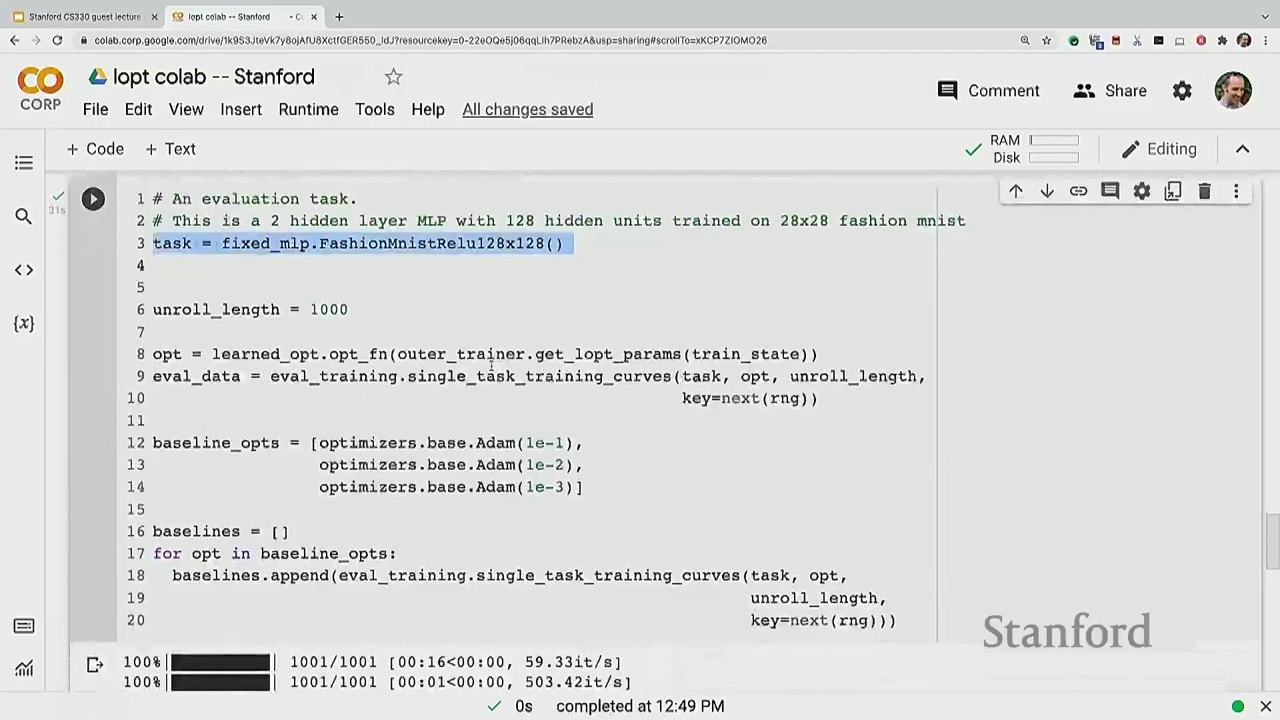 Stanford CS330 guest lecture
lopt colab -- Stanford
colab.corp.google.com/drive/1k9S3JteVk7y8ojAfU8XctfGER550_ldJ?resourcekey=0-22eOQe5j06qqLlh7PRebzA&usp=sharing#scrollTo=xKCP7ZIOMO26
CO
CORP
lopt colab -- Stanford
File Edit View Insert Runtime Tools Help All changes saved
Comment Share
+ Code + Text
RAM
Disk
Editing
31s
1 # An evaluation task.
2 # This is a 2 hidden layer MLP with 128 hidden units trained on 28x28 fashion mnist
3 task = fixed_mlp.FashionMnistRelu128x128()
4
5
6 unroll_length = 1000
7
8 opt = learned_opt.opt_fn(outer_trainer.get_lopt_params(train_state))
9 eval_data = eval_training.single_task_training_curves(task, opt, unroll_length,
10 key=next(rng))
11
12 baseline_opts = [optimizers.base.Adam(1e-1),
13 optimizers.base.Adam(1e-2),
14 optimizers.base.Adam(1e-3)]
15
16 baselines = []
17 for opt in baseline_opts:
18 baselines.append(eval_training.single_task_training_curves(task, opt,
19 unroll_length,
20 key=next(rng)))
Stanford
100%| | 1001/1001 [00:16<00:00, 59.33it/s]
100%| | 1001/1001 [00:01<00:00, 503.42it/s]
0s completed at 12:49 PM